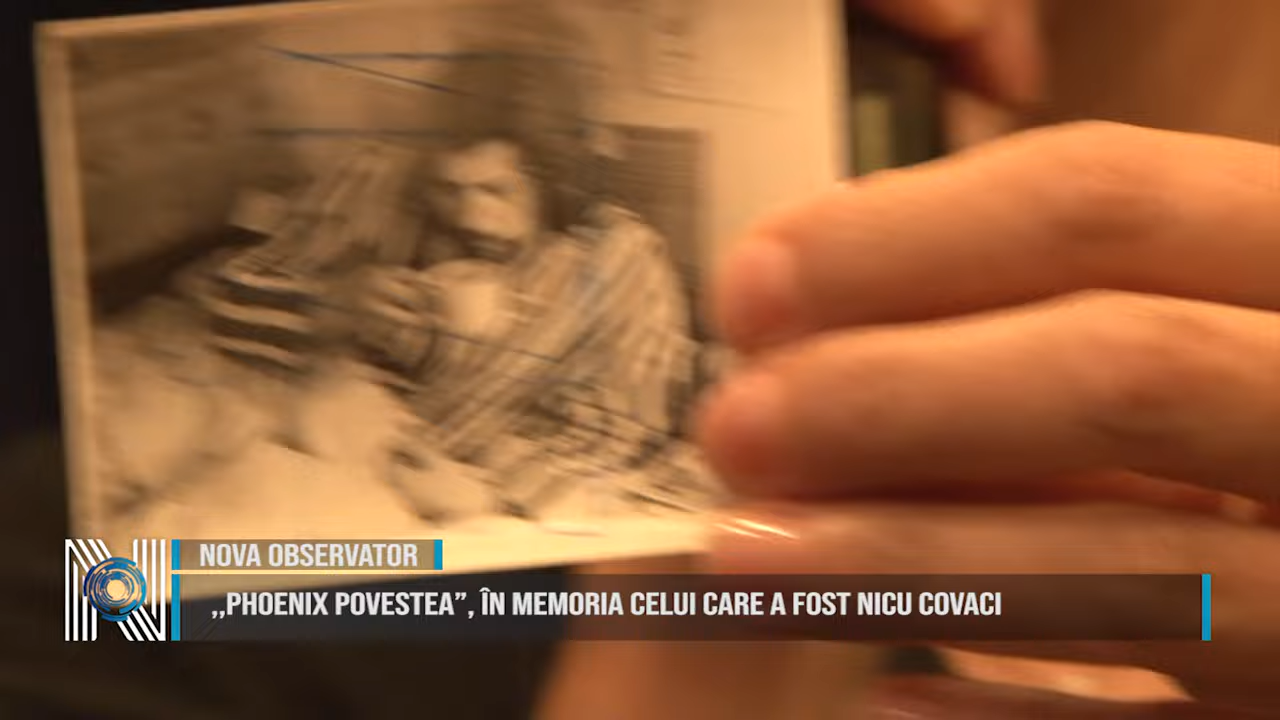 NOVA OBSERVATOR
,,PHOENIX POVESTEA”, ÎN MEMORIA CELUI CARE A FOST NICU COVACI